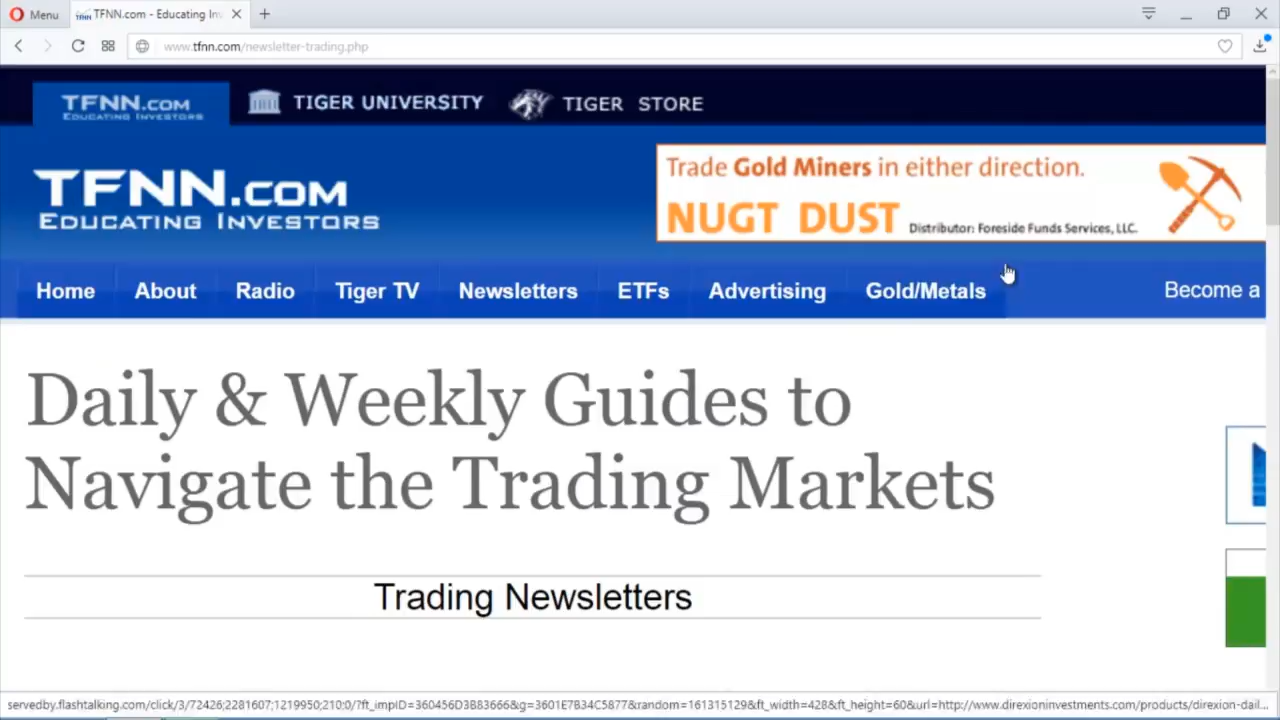 Menu
TFNN.com - Educating In
www.tfnn.com/newsletter-trading.php
TFNN.COM
EDUCATING INVESTORS
TIGER UNIVERSITY
TIGER STORE
TFNN.COM
EDUCATING INVESTORS
Trade Gold Miners in either direction.
NUGT DUST Distributor: Foreside Funds Services, LLC.
Home About Radio Tiger TV Newsletters ETFs Advertising Gold/Metals Become a
Daily & Weekly Guides to
Navigate the Trading Markets
Trading Newsletters
servedby.flashtalking.com/click/3/72426;2281607;1219950;210;0/?ft_impID=360456D3B83666&g=3601E7B34C5877&random=161315129&ft_width=428&ft_height=60&url=http://www.direxioninvestments.com/products/direxion-dail...